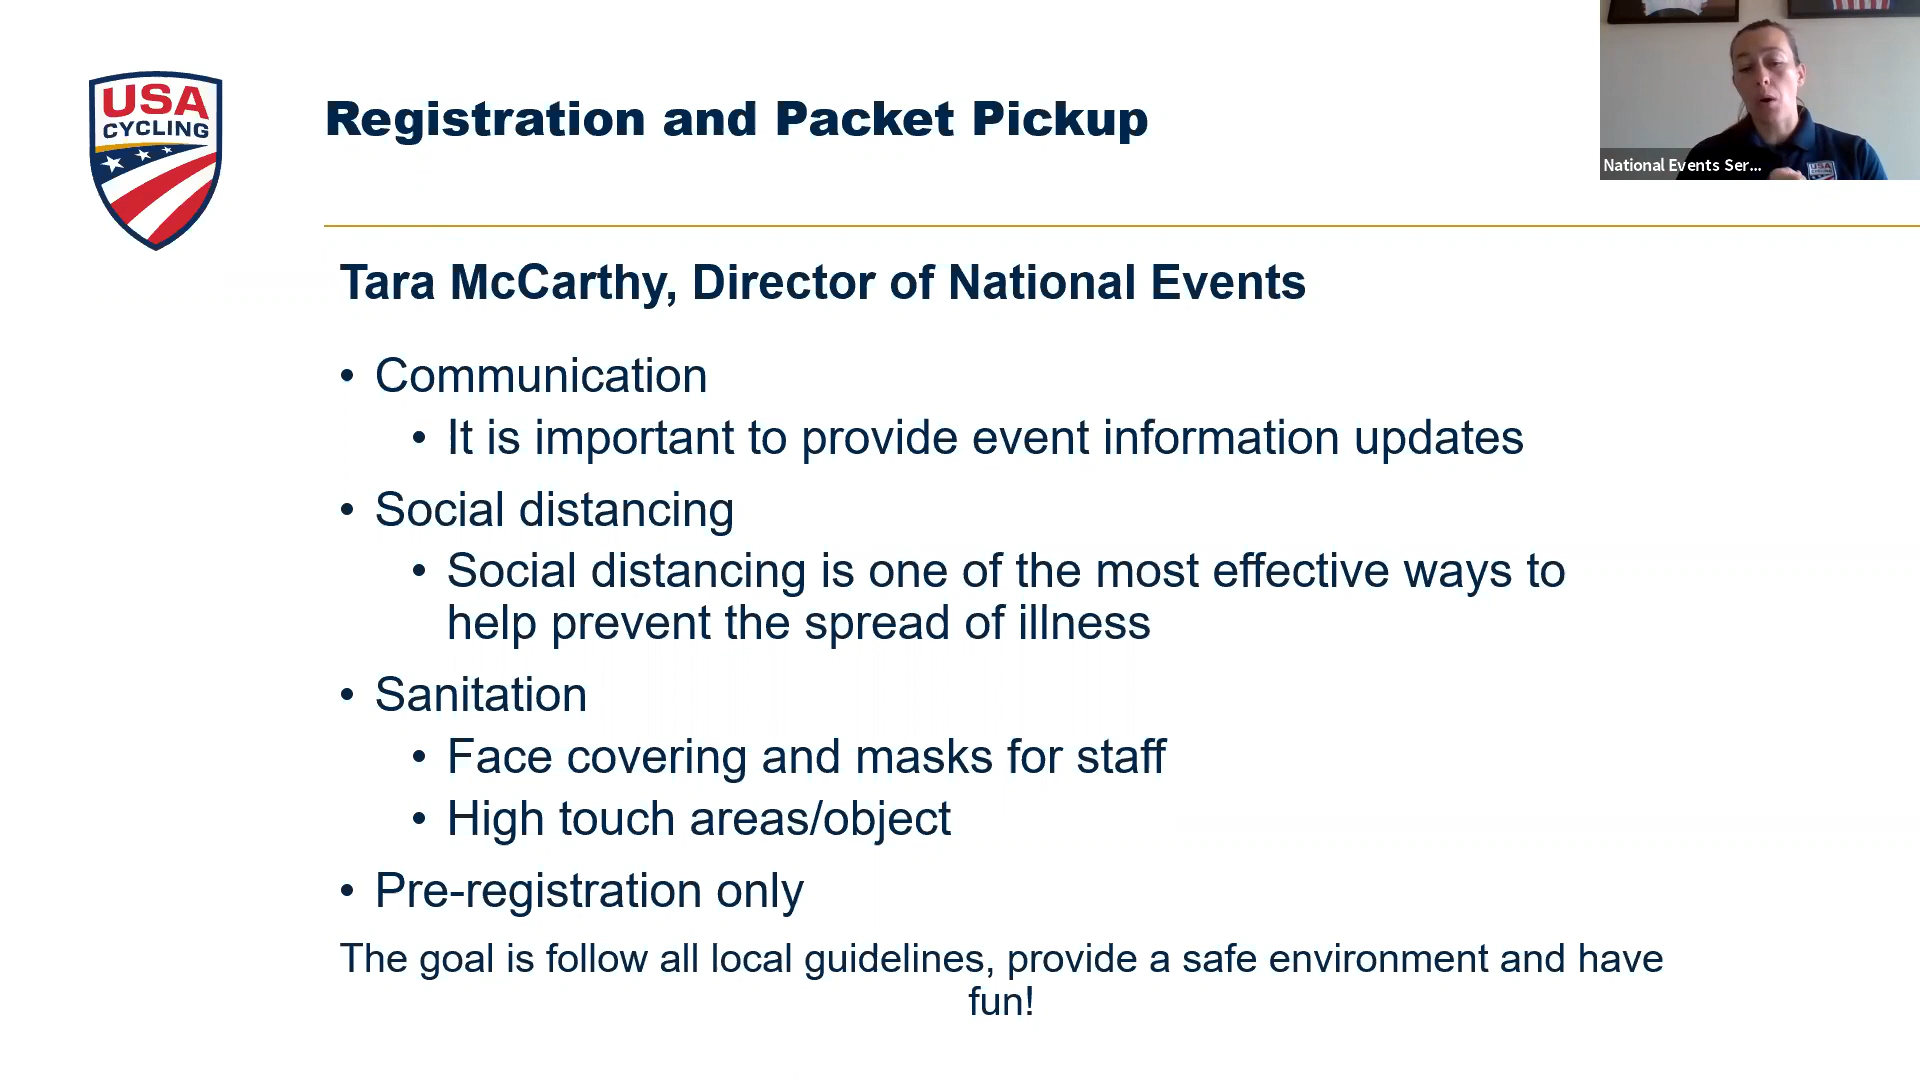 USA
CYCLING
Registration and Packet Pickup
National Events Ser...
USA
Tara McCarthy, Director of National Events
• Communication
• It is important to provide event information updates
• Social distancing
• Social distancing is one of the most effective ways to
help prevent the spread of illness
• Sanitation
• Face covering and masks for staff
• High touch areas/object
• Pre-registration only
The goal is follow all local guidelines, provide a safe environment and have
fun!